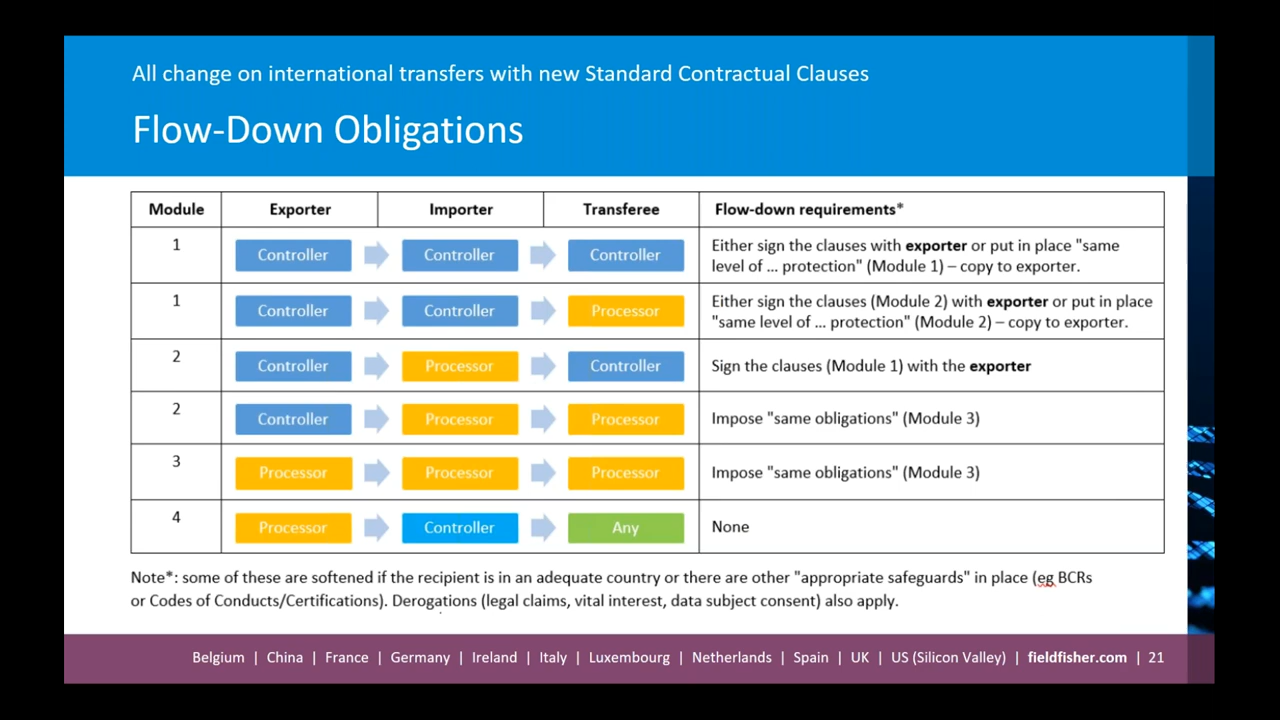 All change on international transfers with new Standard Contractual Clauses
Flow-Down Obligations
Module Exporter Importer Transferee Flow-down requirements*
1 Controller Controller Controller Either sign the clauses with exporter or put in place "same
level of ... protection" (Module 1) – copy to exporter.
1 Controller Controller Processor Either sign the clauses (Module 2) with exporter or put in place
"same level of ... protection" (Module 2) – copy to exporter.
2 Controller Processor Controller Sign the clauses (Module 1) with the exporter
2 Controller Processor Processor Impose "same obligations" (Module 3)
3 Processor Processor Processor Impose "same obligations" (Module 3)
4 Processor Controller Any None
Note*: some of these are softened if the recipient is in an adequate country or there are other "appropriate safeguards" in place (eg BCRs
or Codes of Conducts/Certifications). Derogations (legal claims, vital interest, data subject consent) also apply.
Belgium | China | France | Germany | Ireland | Italy | Luxembourg | Netherlands | Spain | UK | US (Silicon Valley) | fieldfisher.com | 21